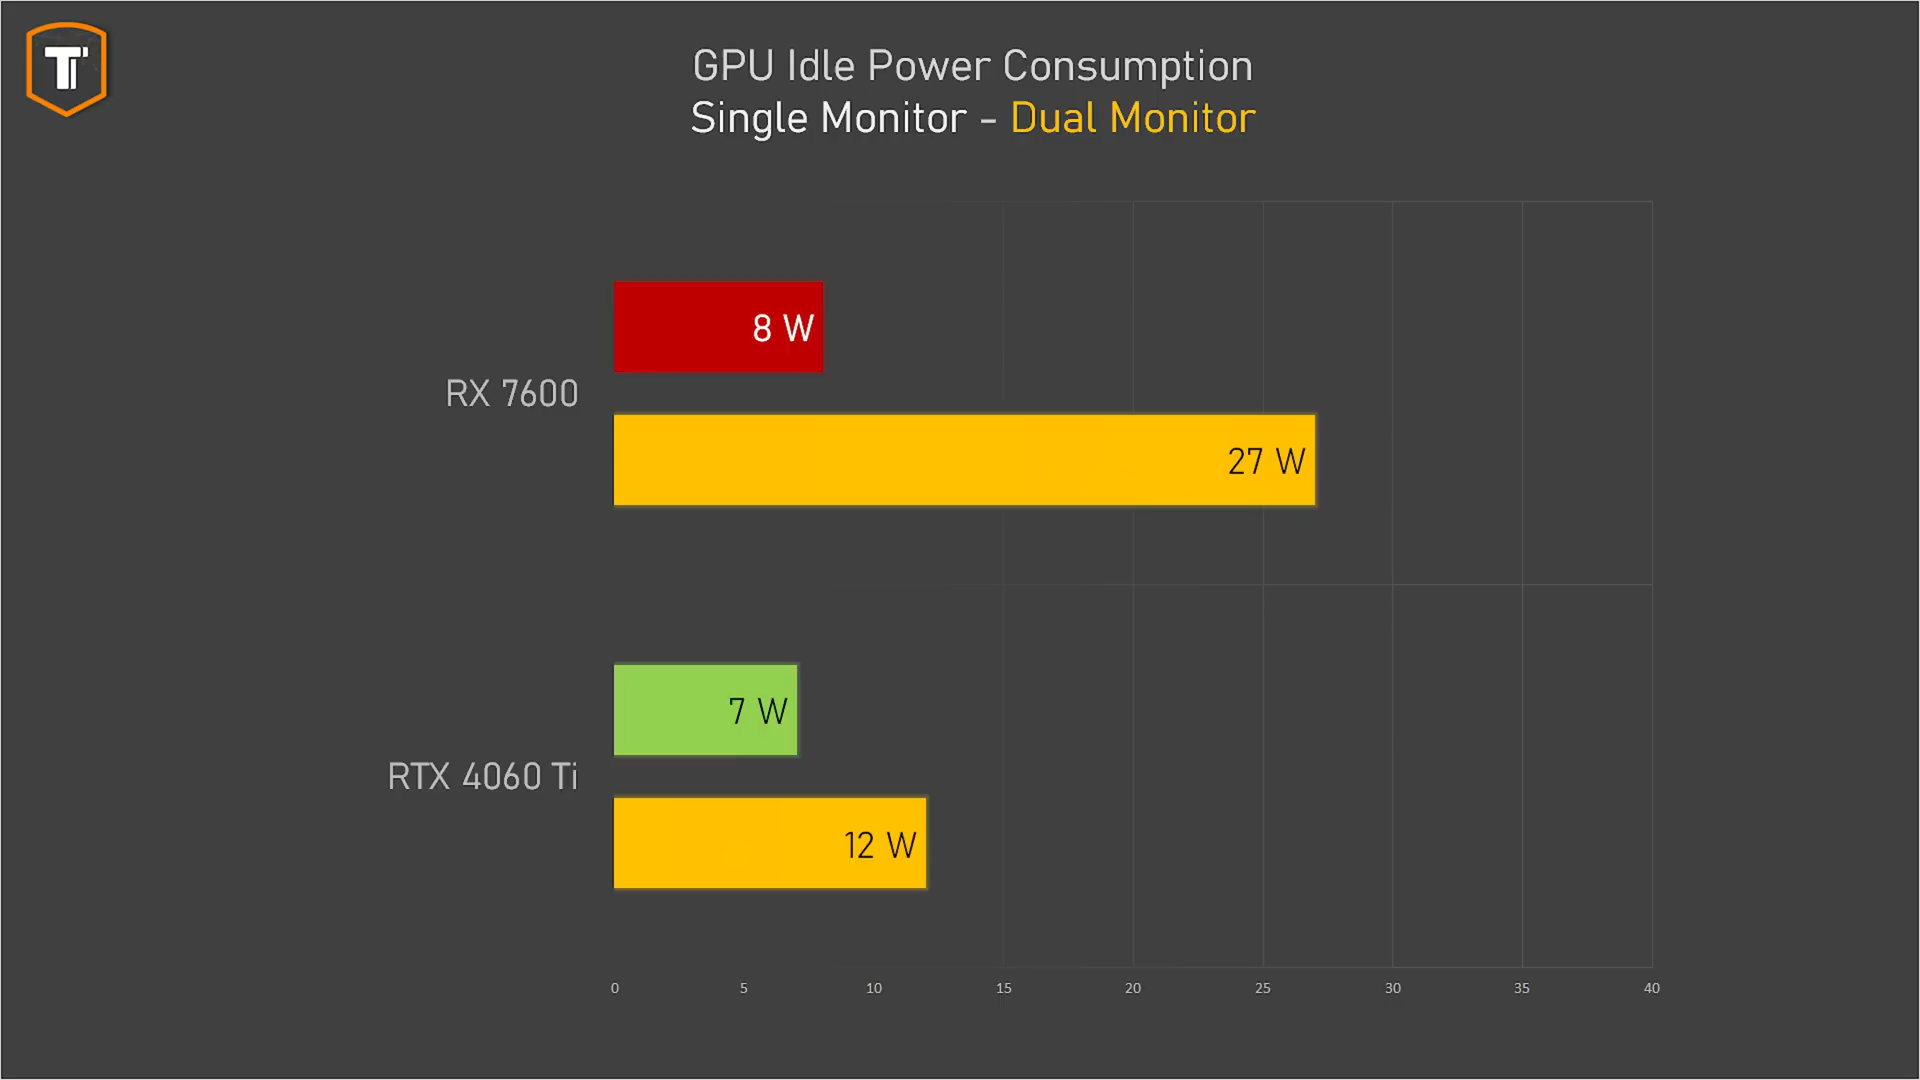 Ti
GPU Idle Power Consumption
Single Monitor - Dual Monitor
RX 7600
8 W
27 W
RTX 4060 Ti
7 W
12 W
0 5 10 15 20 25 30 35 40